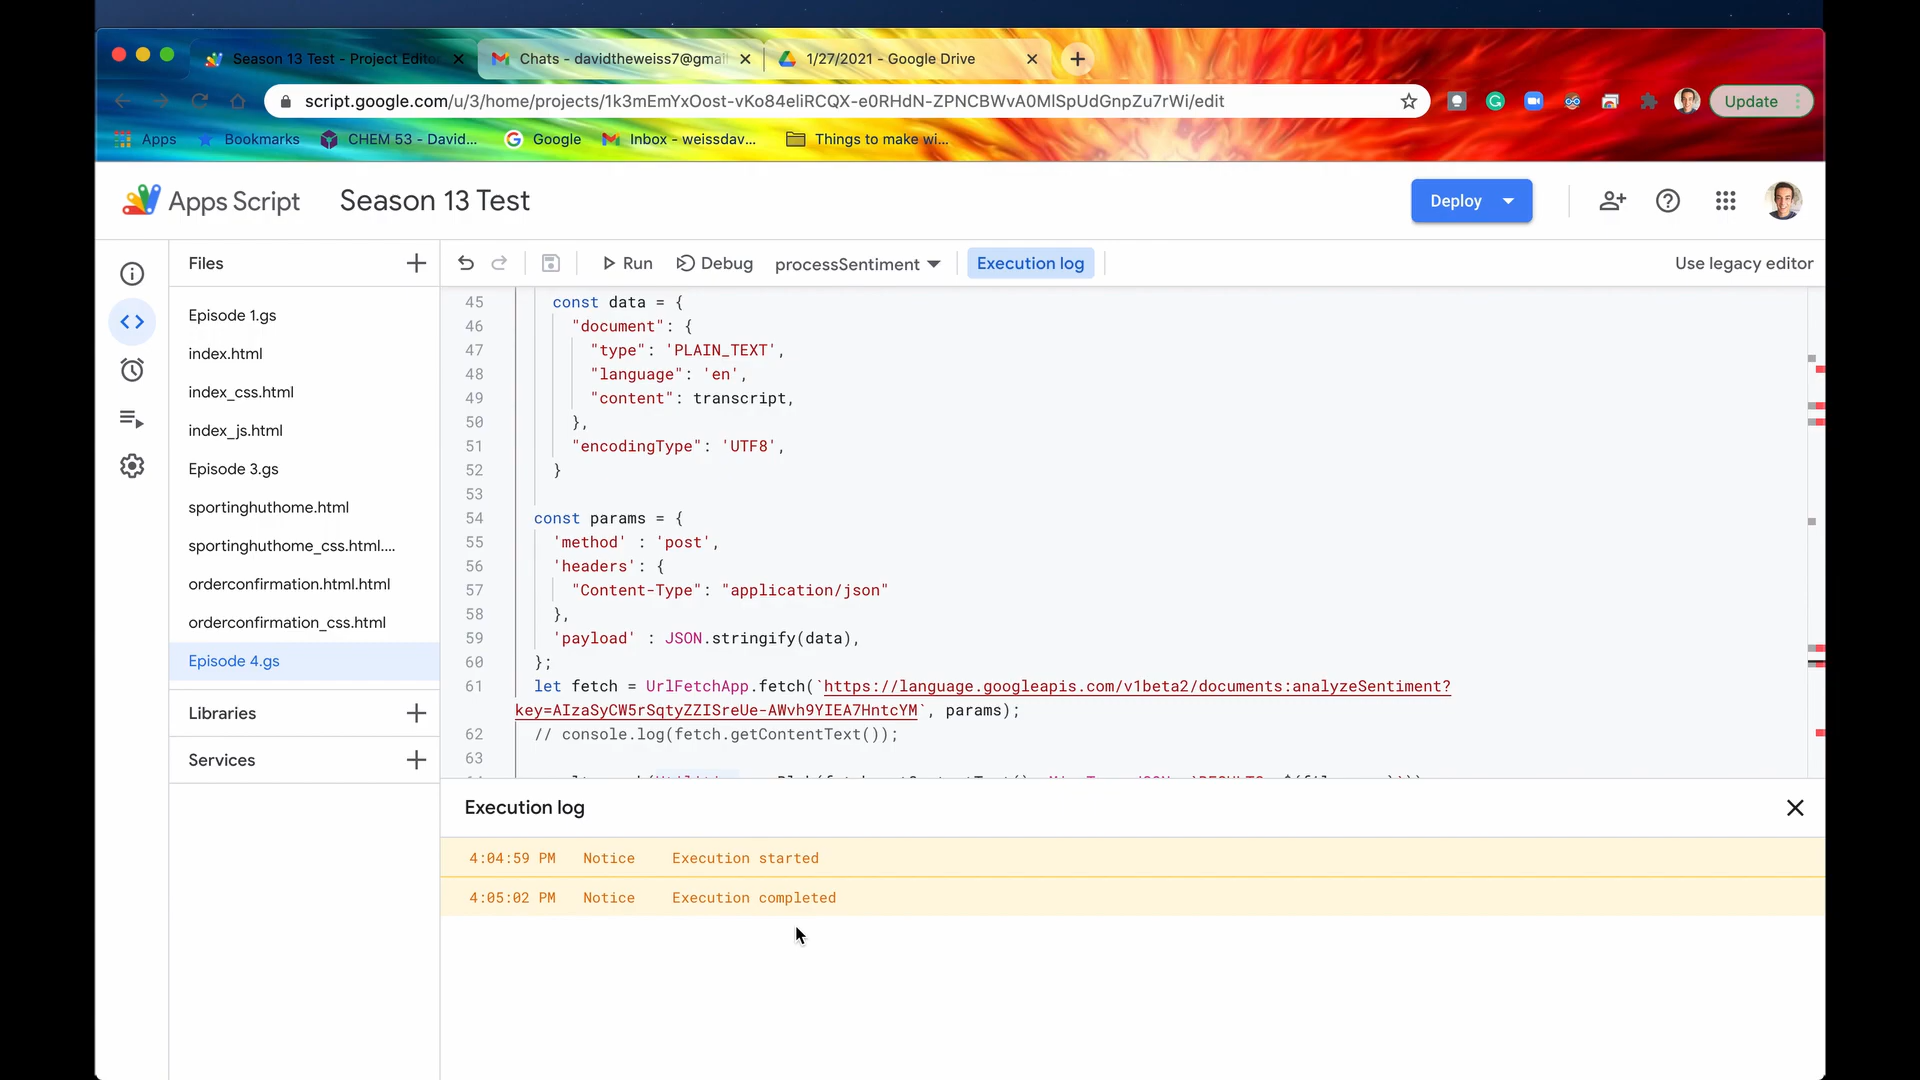 Season 13 Test - Project Edito
Chats - davidtheweiss7@gmai
1/27/2021 - Google Drive
script.google.com/u/3/home/projects/1k3mEmYxOost-vKo84eliRCQX-e0RHdN-ZPNCBWvA0MlSpUdGnpZu7rWi/edit
Update
Apps
Bookmarks
CHEM 53 - David...
Google
Inbox - weissdav...
Things to make wi...
Apps Script
Season 13 Test
Deploy
Files
Run
Debug
processSentiment
Execution log
Use legacy editor
Episode 1.gs
index.html
index_css.html
index_js.html
Episode 3.gs
sportinghuthome.html
sportinghuthome_css.html....
orderconfirmation.html.html
orderconfirmation_css.html
Episode 4.gs
Libraries
Services
45 const data = {
46 "document": {
47 "type": 'PLAIN_TEXT',
48 "language": 'en',
49 "content": transcript,
50 },
51 "encodingType": 'UTF8',
52 }
53
54 const params = {
55 'method' : 'post',
56 'headers': {
57 "Content-Type": "application/json"
58 },
59 'payload' : JSON.stringify(data),
60 };
61 let fetch = UrlFetchApp.fetch(`https://language.googleapis.com/v1beta2/documents:analyzeSentiment?
key=AIzaSyCW5rSqtyZZISreUe-AWvh9YIEA7HntcYM`, params);
62 // console.log(fetch.getContentText());
63
Execution log
4:04:59 PM Notice Execution started
4:05:02 PM Notice Execution completed